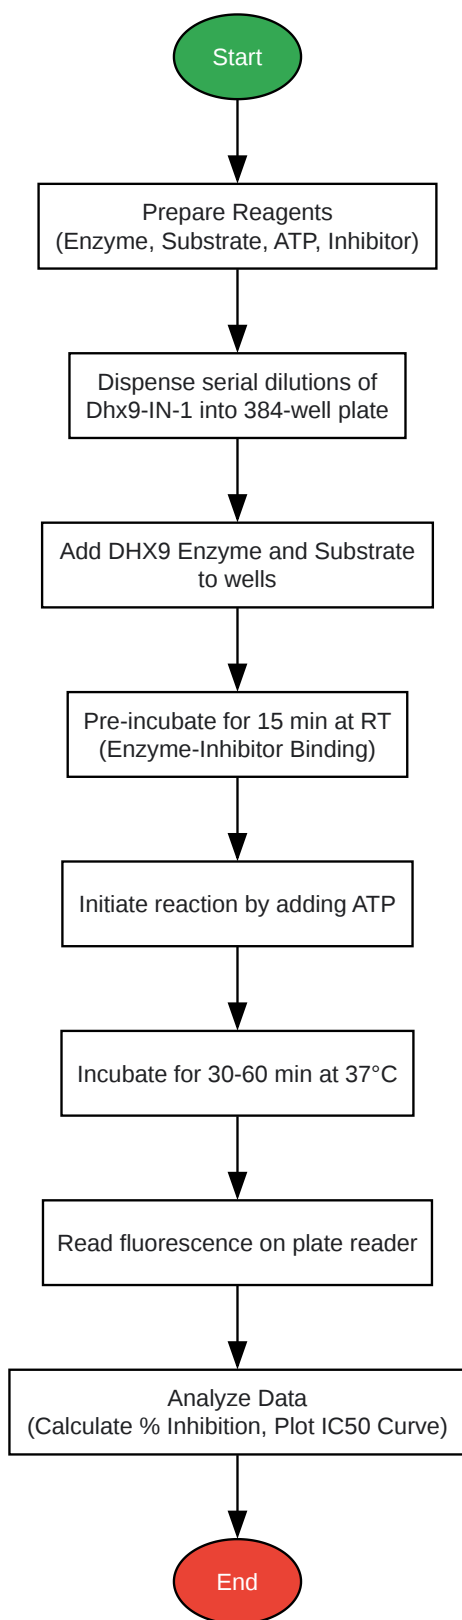 Start
Prepare Reagents
(Enzyme, Substrate, ATP, Inhibitor)
Dispense serial dilutions of
Dhx9-IN-1 into 384-well plate
Add DHX9 Enzyme and Substrate
to wells
Pre-incubate for 15 min at RT
(Enzyme-Inhibitor Binding)
Initiate reaction by adding ATP
Incubate for 30-60 min at 37°C
Read fluorescence on plate reader
Analyze Data
(Calculate % Inhibition, Plot IC50 Curve)
End